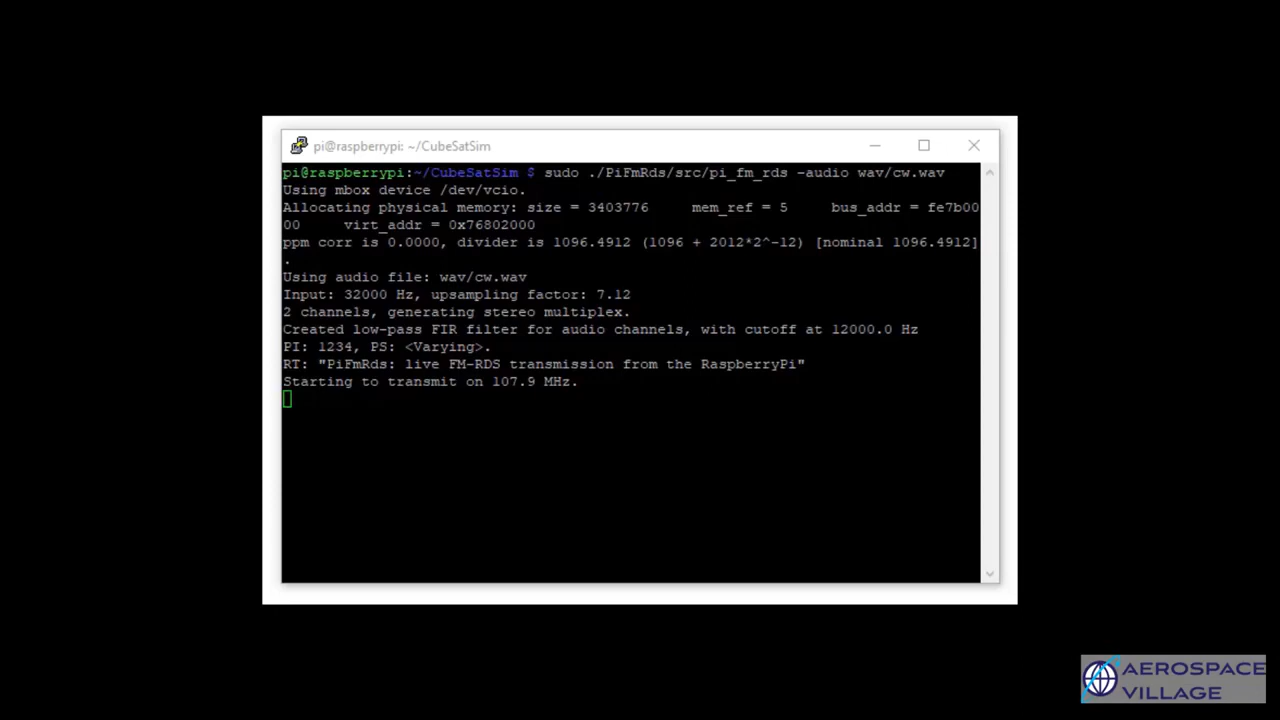 pi@raspberrypi: ~/CubeSatSim
pi@raspberrypi:~/CubeSatSim $ sudo ./PiFmRds/src/pi_fm_rds -audio wav/cw.wav
Using mbox device /dev/vcio.
Allocating physical memory: size = 3403776     mem_ref = 5     bus_addr = fe7b00
00     virt_addr = 0x76802000
ppm corr is 0.0000, divider is 1096.4912 (1096 + 2012*2^-12) [nominal 1096.4912]
.
Using audio file: wav/cw.wav
Input: 32000 Hz, upsampling factor: 7.12
2 channels, generating stereo multiplex.
Created low-pass FIR filter for audio channels, with cutoff at 12000.0 Hz
PI: 1234, PS: <Varying>.
RT: "PiFmRds: live FM-RDS transmission from the RaspberryPi"
Starting to transmit on 107.9 MHz.
AEROSPACE
VILLAGE